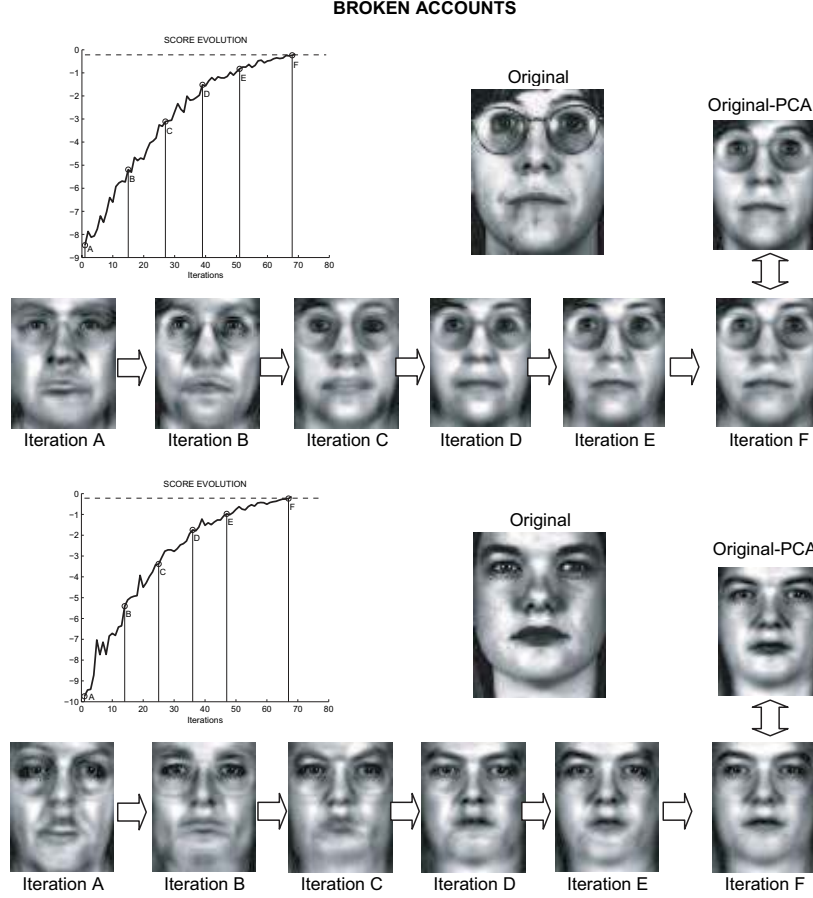 BROKEN ACCOUNTS
SCORE EVOLUTION
0
−1
−2
−3
−4
−5
−6
−7
−8
−9
A
B
C
D
E
F
0 10 20 30 40 50 60 70 80
Iterations
Original
Original-PCA
Iteration A Iteration B Iteration C Iteration D Iteration E Iteration F
SCORE EVOLUTION
0
−1
−2
−3
−4
−5
−6
−7
−8
−9
−10
A
B
C
D
E
F
0 10 20 30 40 50 60 70 80
Iterations
Original
Original-PCA
Iteration A Iteration B Iteration C Iteration D Iteration E Iteration F